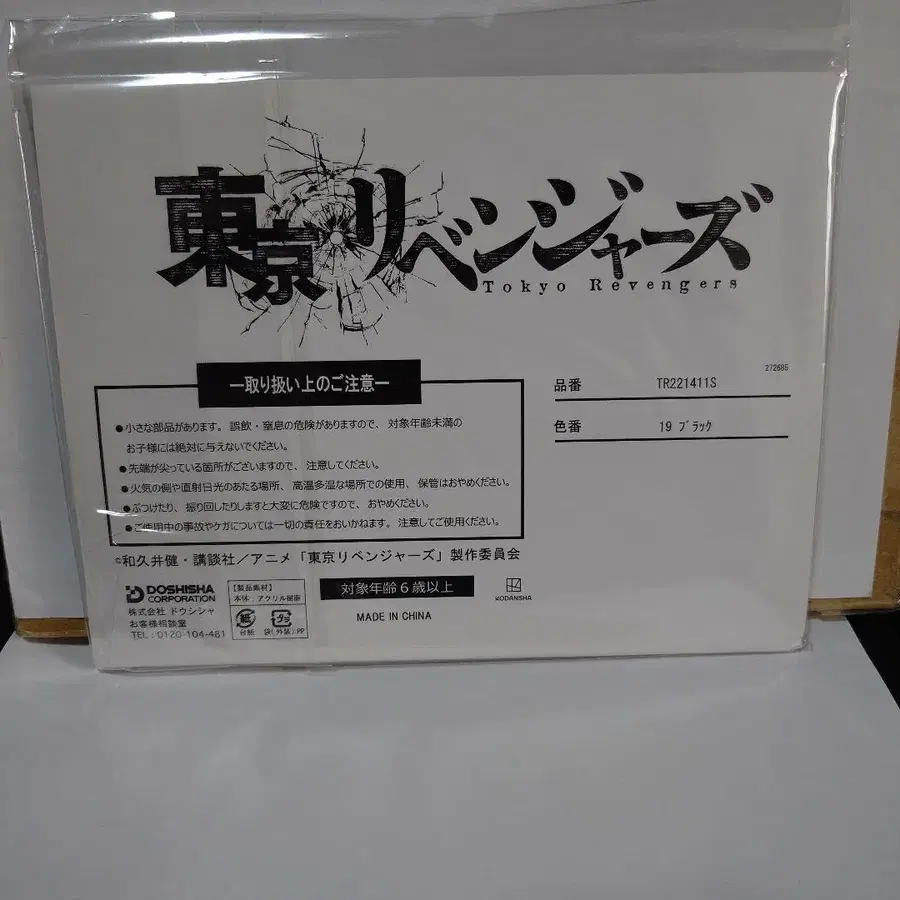 東京リベンジャーズ
Tokyo Revengers
272685
品番 TR221411S
色番 19 ブラック
ー取り扱い上のご注意ー
●小さな部品があります。誤飲・窒息の危険がありますので、対象年齢未満の
お子様には絶対に与えないでください。
●先端が尖っている箇所がございますので、注意してください。
●火気の側や直射日光のあたる場所、高温多湿な場所での使用、保管はおやめください。
●ぶつけたり、振り回したりしますと大変に危険ですので、おやめください。
●ご使用中の事故やケガについては一切の責任をおいかねます。注意してご使用ください。
©和久井健・講談社/アニメ「東京リベンジャーズ」製作委員会
DOSHISHA
CORPORATION
株式会社 ドウシシャ
お客様相談室
TEL:0120-104-481
【製品素材】
本体:アクリル樹脂
紙
プラ
台紙 袋(外装):PP
対象年齢6歳以上
MADE IN CHINA
KODANSHA